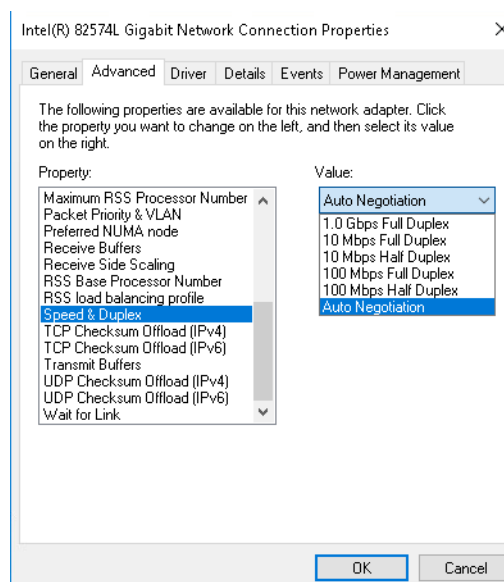 Intel(R) 82574L Gigabit Network Connection Properties
General Advanced Driver Details Events Power Management
The following properties are available for this network adapter. Click
the property you want to change on the left, and then select its value
on the right.
Property:
Maximum RSS Processor Number
Packet Priority & VLAN
Preferred NUMA node
Receive Buffers
Receive Side Scaling
RSS Base Processor Number
RSS load balancing profile
Speed & Duplex
TCP Checksum Offload (IPv4)
TCP Checksum Offload (IPv6)
Transmit Buffers
UDP Checksum Offload (IPv4)
UDP Checksum Offload (IPv6)
Wait for Link
Value:
Auto Negotiation
1.0 Gbps Full Duplex
10 Mbps Full Duplex
10 Mbps Half Duplex
100 Mbps Full Duplex
100 Mbps Half Duplex
Auto Negotiation
OK Cancel